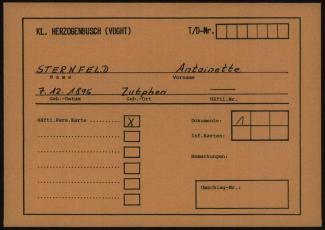 KL. HERZOGENBUSCH (VUGHT) T/D-Nr.
STERNFELD Antoinette
Name Vorname
7.12.1896 Zutphen —
Geb.-Datum Geb.-Ort Häftl.Nr.
Häftl.Pers.Karte .......... X Dokumente: 1
Inf.Karten:
Bemerkungen:
Umschlag-Nr.: